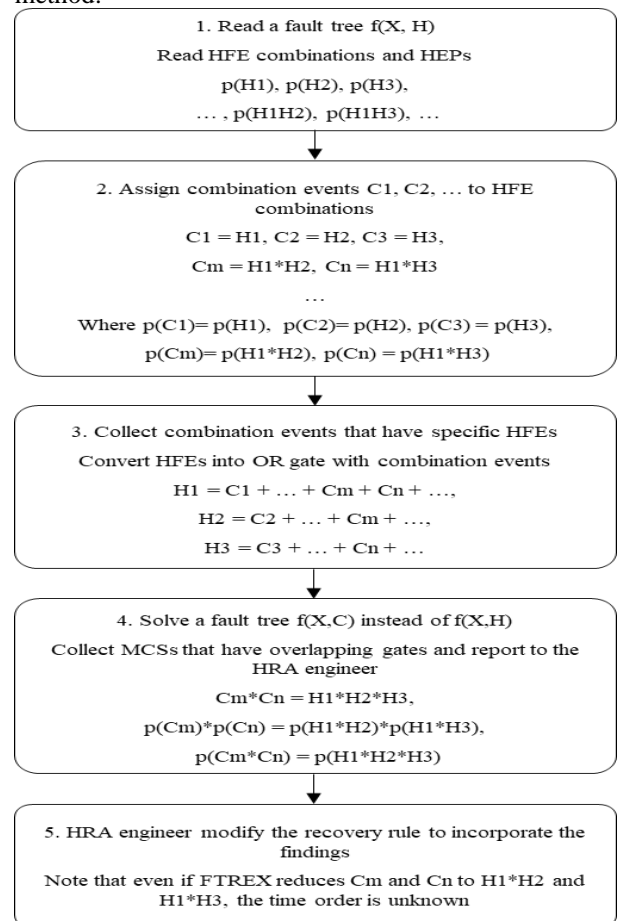 method.
1. Read a fault tree f(X, H)
Read HFE combinations and HEPs
p(H1), p(H2), p(H3),
… , p(H1H2), p(H1H3), …
2. Assign combination events C1, C2, … to HFE
combinations
C1 = H1, C2 = H2, C3 = H3,
Cm = H1*H2, Cn = H1*H3
…
Where p(C1)= p(H1), p(C2)= p(H2), p(C3) = p(H3),
p(Cm)= p(H1*H2), p(Cn) = p(H1*H3)
3. Collect combination events that have specific HFEs
Convert HFEs into OR gate with combination events
H1 = C1 + … + Cm + Cn + …,
H2 = C2 + … + Cm + …,
H3 = C3 + … + Cn + …
4. Solve a fault tree f(X,C) instead of f(X,H)
Collect MCSs that have overlapping gates and report to the
HRA engineer
Cm*Cn = H1*H2*H3,
p(Cm)*p(Cn) = p(H1*H2)*p(H1*H3),
p(Cm*Cn) = p(H1*H2*H3)
5. HRA engineer modify the recovery rule to incorporate the
findings
Note that even if FTREX reduces Cm and Cn to H1*H2 and
H1*H3, the time order is unknown